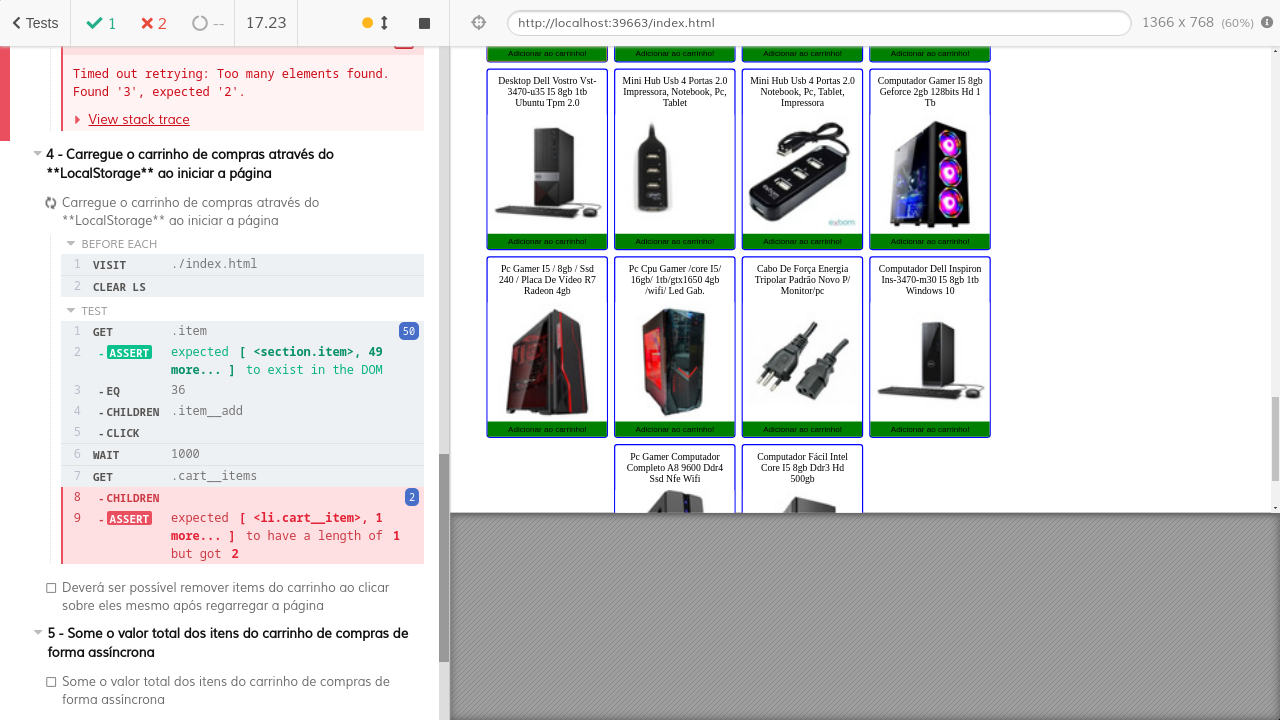 Tests
1
2
--
17.23
http://localhost:39663/index.html
1366 x 768 (60%)
Timed out retrying: Too many elements found.
Found '3', expected '2'.
View stack trace
4 - Carregue o carrinho de compras através do
**LocalStorage** ao iniciar a página
Carregue o carrinho de compras através do
**LocalStorage** ao iniciar a página
BEFORE EACH
1 VISIT ./index.html
2 CLEAR LS
TEST
1 GET .item 50
2 -ASSERT expected [ <section.item>, 49
more... ] to exist in the DOM
3 -EQ 36
4 -CHILDREN .item__add
5 -CLICK
6 WAIT 1000
7 GET .cart__items
8 -CHILDREN 2
9 -ASSERT expected [ <li.cart__item>, 1
more... ] to have a length of 1
but got 2
Deverá ser possível remover items do carrinho ao clicar
sobre eles mesmo após regarregar a página
5 - Some o valor total dos itens do carrinho de compras de
forma assíncrona
Some o valor total dos itens do carrinho de compras de
forma assíncrona
Adicionar ao carrinho!
Adicionar ao carrinho!
Adicionar ao carrinho!
Adicionar ao carrinho!
Desktop Dell Vostro Vst-
3470-u35 I5 8gb 1tb
Ubuntu Tpm 2.0
Adicionar ao carrinho!
Mini Hub Usb 4 Portas 2.0
Impressora, Notebook, Pc,
Tablet
Adicionar ao carrinho!
Mini Hub Usb 4 Portas 2.0
Notebook, Pc, Tablet,
Impressora
exbom
Adicionar ao carrinho!
Computador Gamer I5 8gb
Geforce 2gb 128bits Hd 1
Tb
Adicionar ao carrinho!
Pc Gamer I5 / 8gb / Ssd
240 / Placa De Vídeo R7
Radeon 4gb
Adicionar ao carrinho!
Pc Cpu Gamer /core I5/
16gb/ 1tb/gtx1650 4gb
/wifi/ Led Gab.
Adicionar ao carrinho!
Cabo De Força Energia
Tripolar Padrão Novo P/
Monitor/pc
Adicionar ao carrinho!
Computador Dell Inspiron
Ins-3470-m30 I5 8gb 1tb
Windows 10
Adicionar ao carrinho!
Pc Gamer Computador
Completo A8 9600 Ddr4
Ssd Nfe Wifi
Computador Fácil Intel
Core I5 8gb Ddr3 Hd
500gb